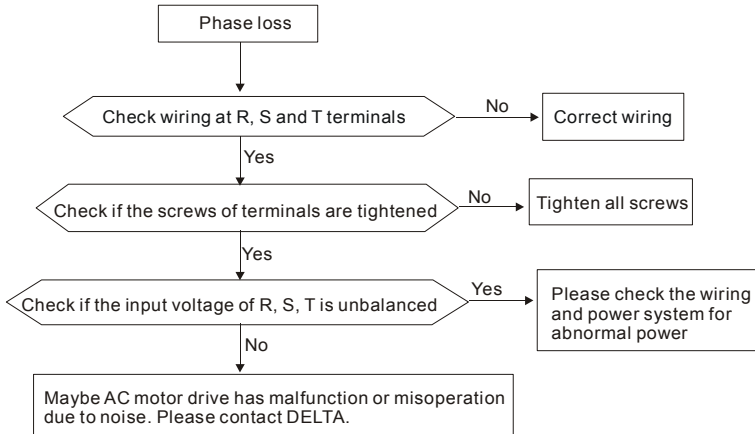 Phase loss
Check wiring at R, S and T terminals
No
Correct wiring
Yes
Check if the screws of terminals are tightened
No
Tighten all screws
Yes
Check if the input voltage of R, S, T is unbalanced
Yes
Please check the wiring
and power system for
abnormal power
No
Maybe AC motor drive has malfunction or misoperation
due to noise. Please contact DELTA.